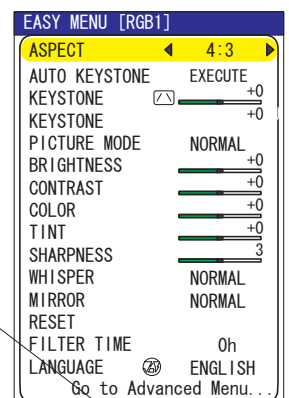 EASY MENU [RGB1]
ASPECT 4:3
AUTO KEYSTONE EXECUTE
KEYSTONE +0
KEYSTONE +0
PICTURE MODE NORMAL
BRIGHTNESS +0
CONTRAST +0
COLOR +0
TINT +0
SHARPNESS 3
WHISPER NORMAL
MIRROR NORMAL
RESET
FILTER TIME 0h
LANGUAGE ENGLISH
Go to Advanced Menu...